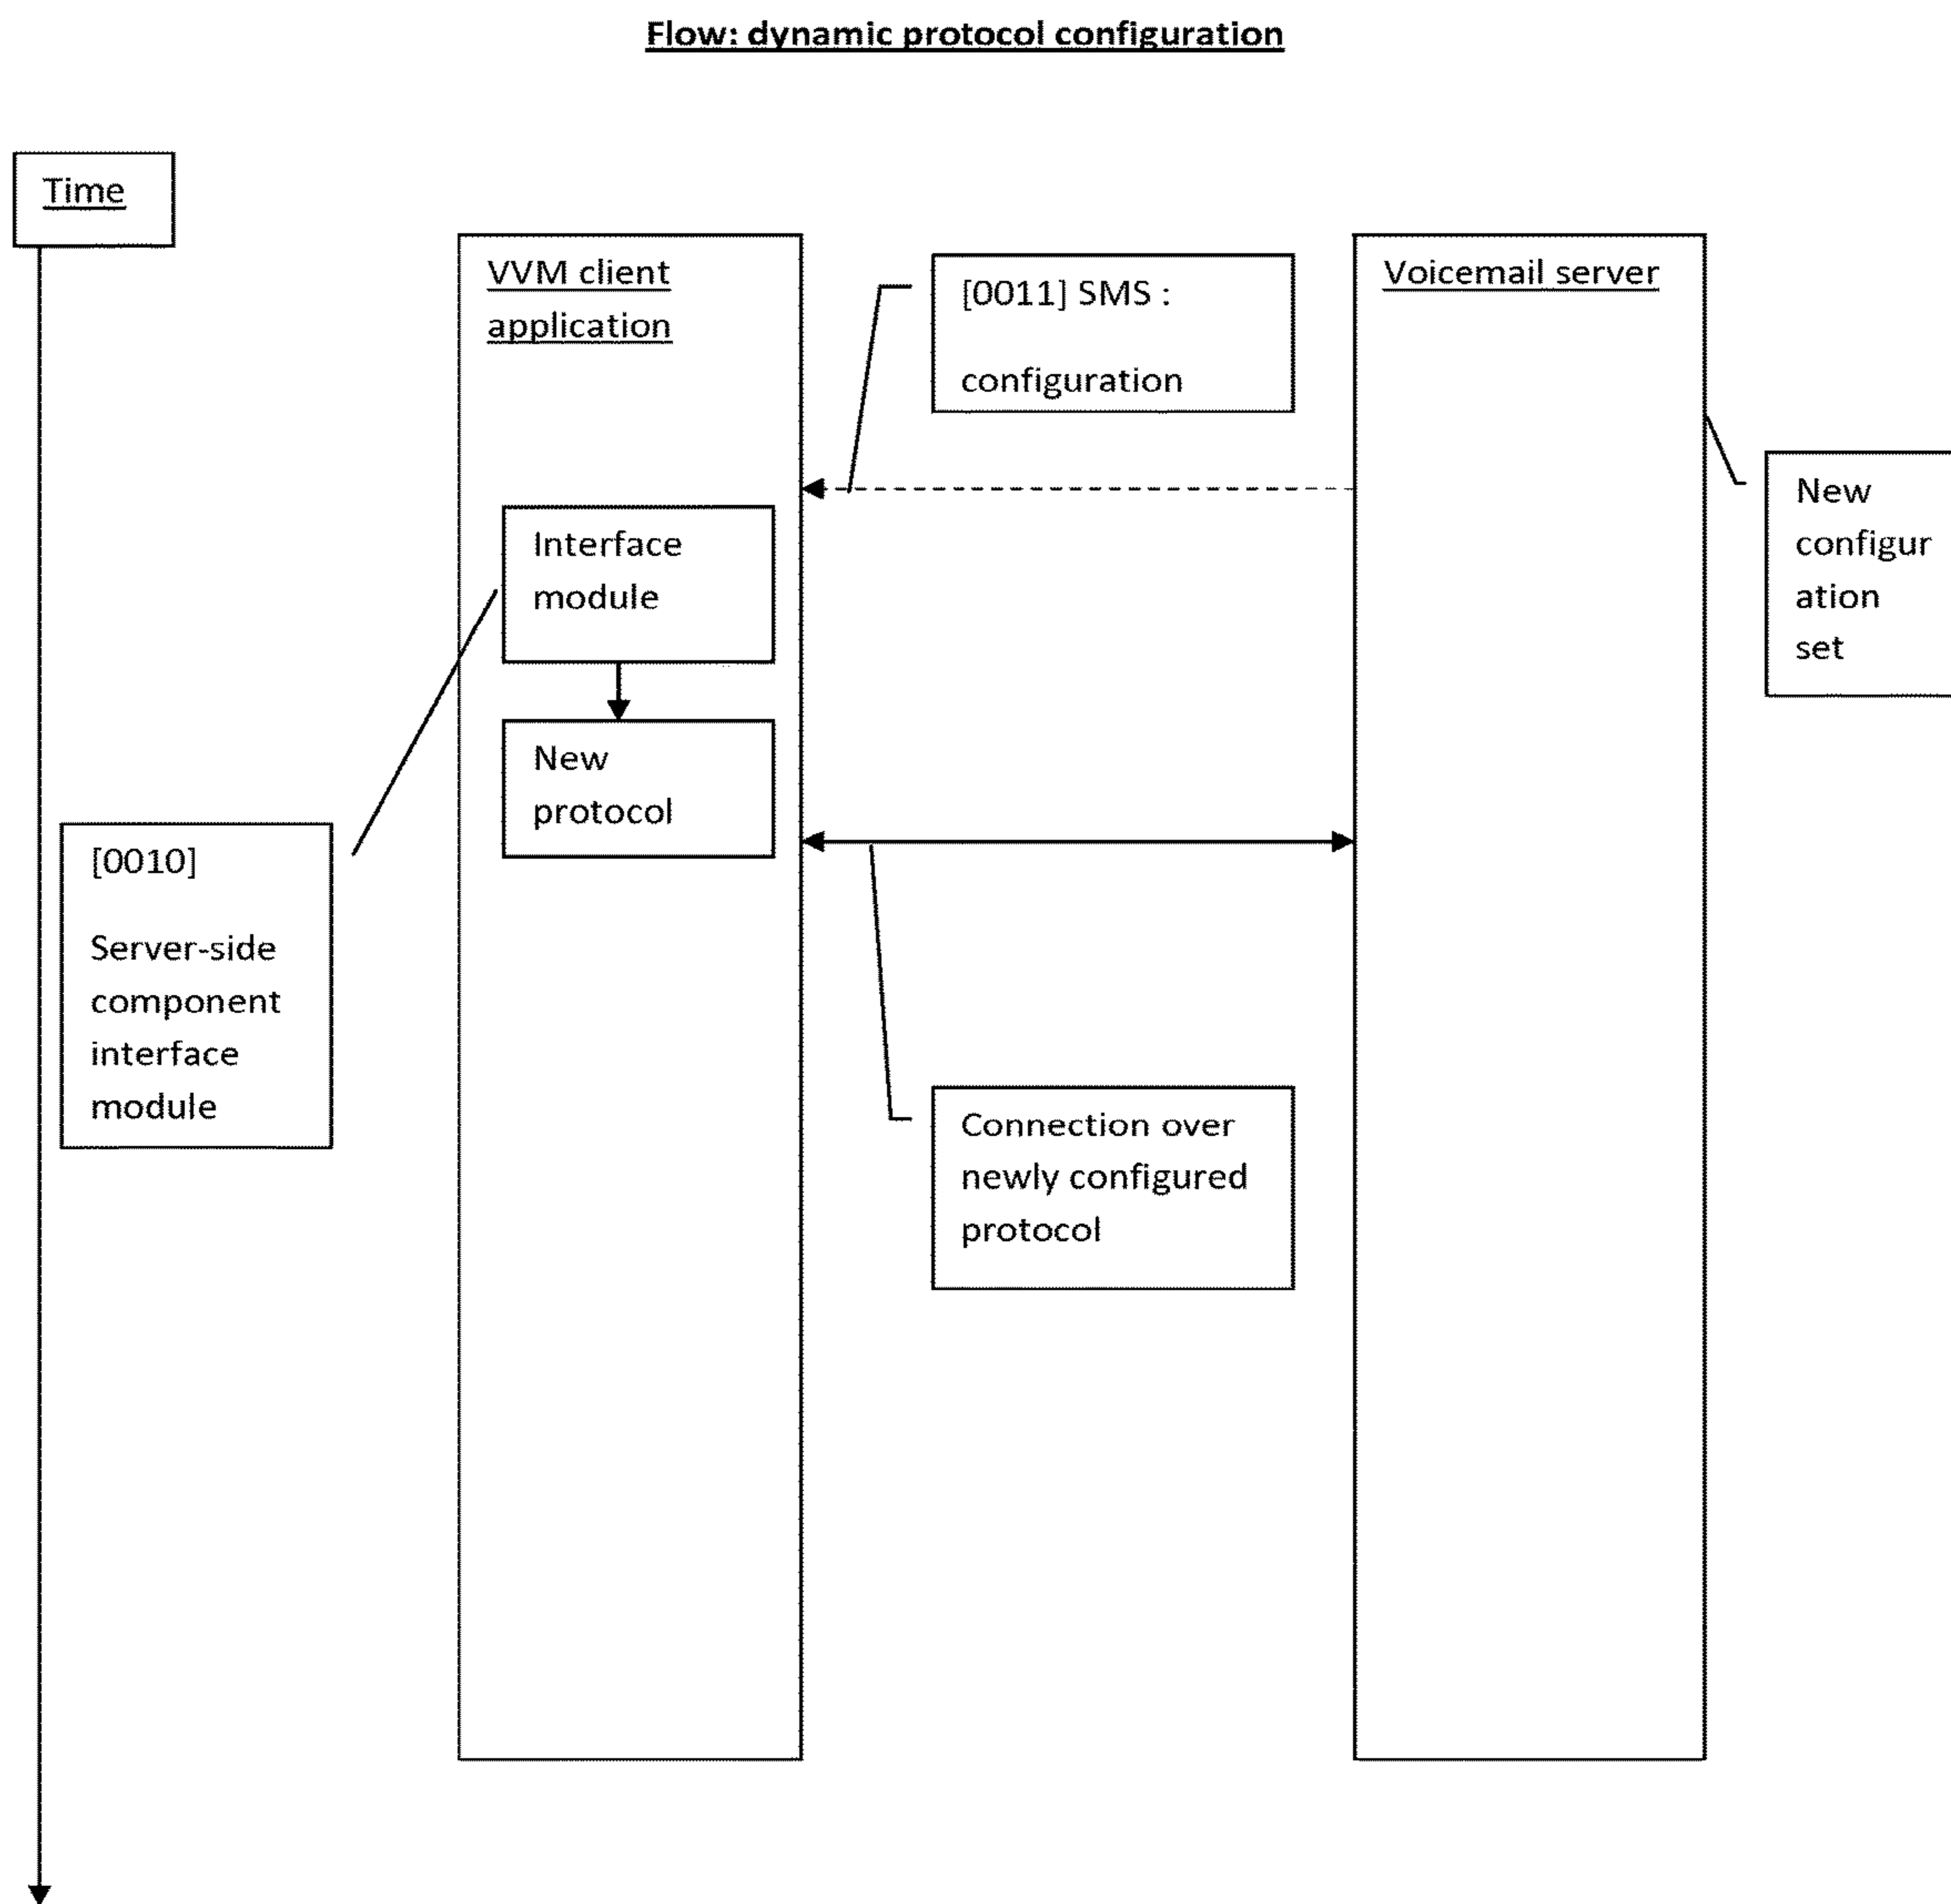 Flow: dynamic protocol configuration
Time
VVM client
application
[0011] SMS :
configuration
Voicemail server
New
configur
ation
set
Interface
module
New
protocol
[0010]
Server-side
component
interface
module
Connection over
newly configured
protocol